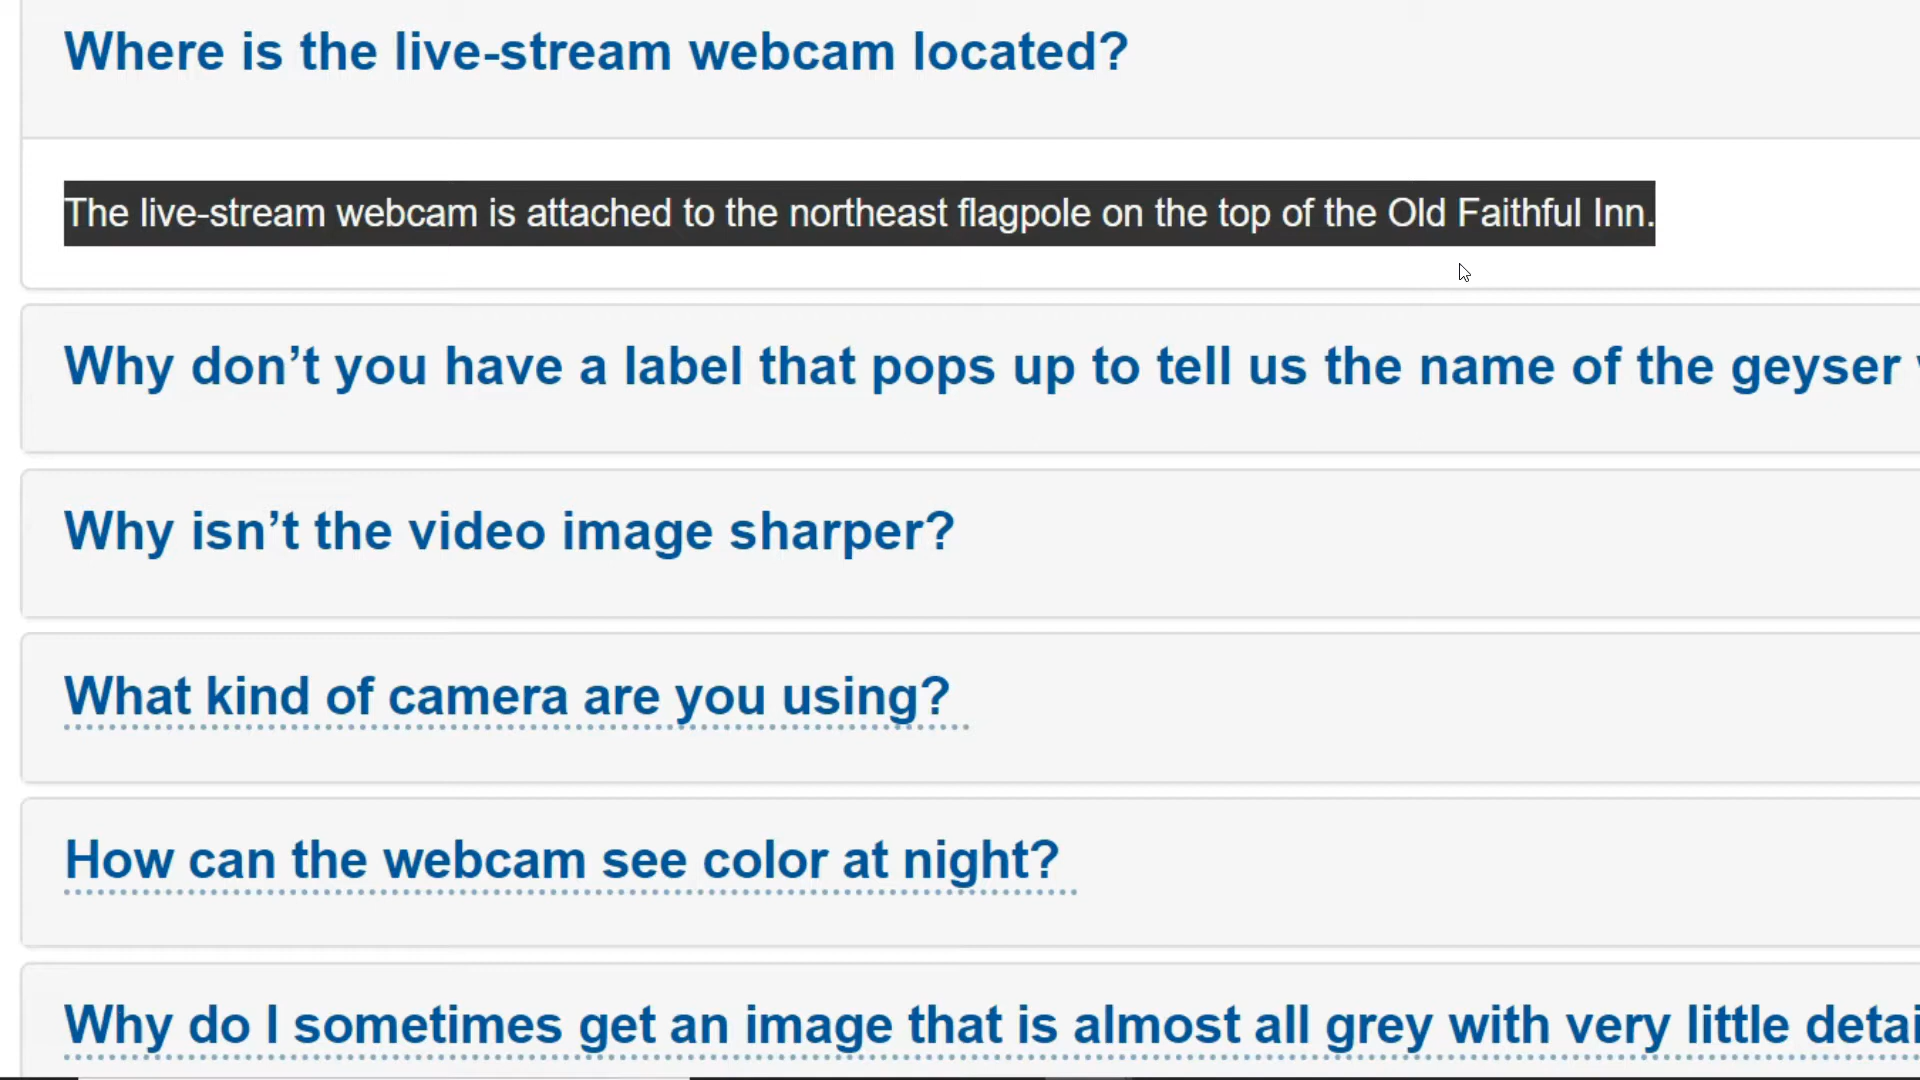 Where is the live-stream webcam located?
The live-stream webcam is attached to the northeast flagpole on the top of the Old Faithful Inn.
Why don’t you have a label that pops up to tell us the name of the geyser
Why isn’t the video image sharper?
What kind of camera are you using?
How can the webcam see color at night?
Why do I sometimes get an image that is almost all grey with very little